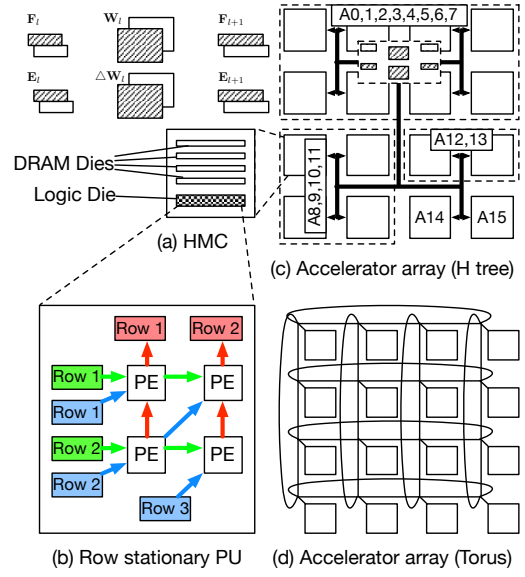 F_l
W_l
F_{l+1}
E_l
△W_l
E_{l+1}
A0,1,2,3,4,5,6,7
DRAM Dies
Logic Die
A8,9,10,11
A12,13
A14
A15
(a) HMC
(c) Accelerator array (H tree)
Row 1
Row 2
Row 1
PE
PE
Row 1
Row 2
PE
PE
Row 2
Row 3
(b) Row stationary PU
(d) Accelerator array (Torus)